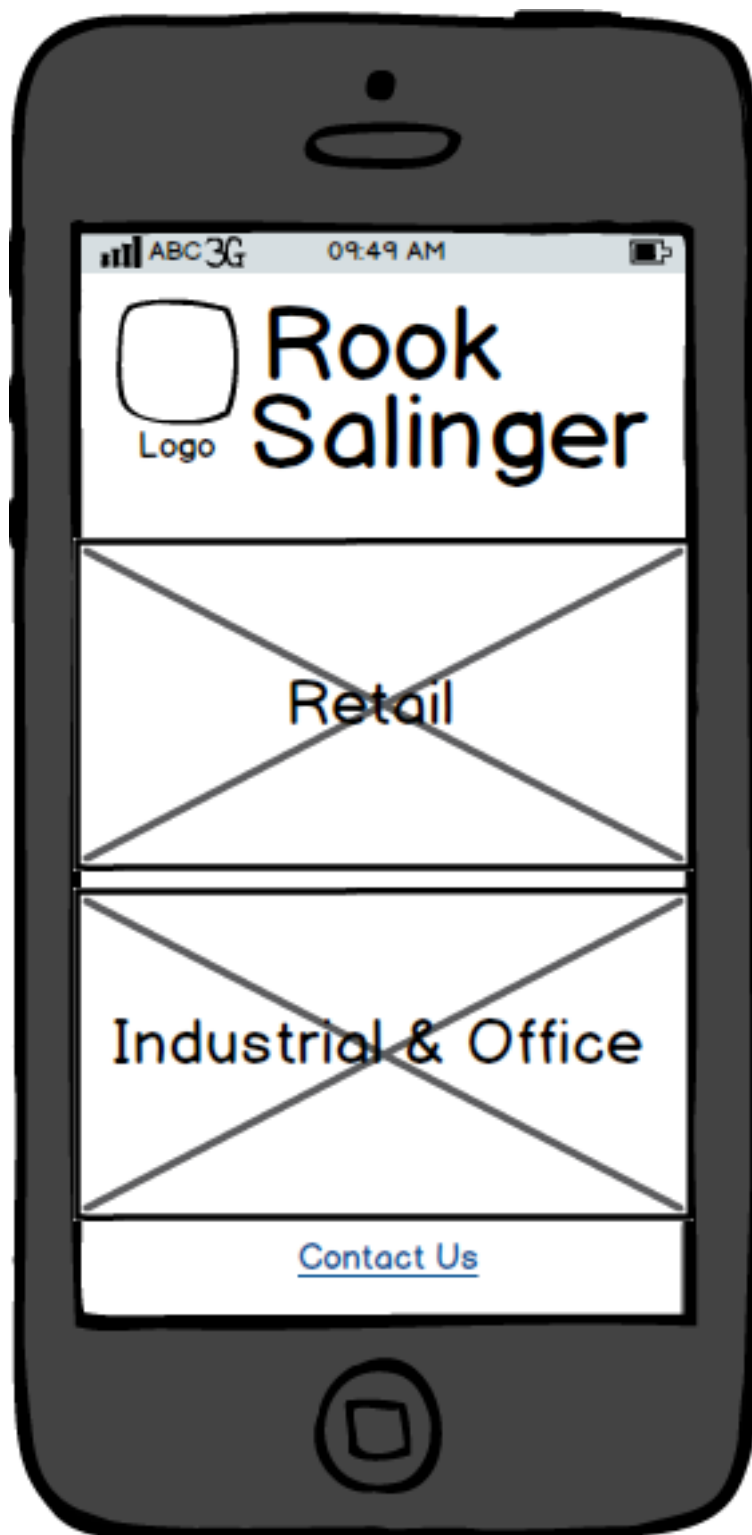 ABC 3G 09:49 AM
Rook
Salinger
Logo
Retail
Industrial & Office
Contact Us